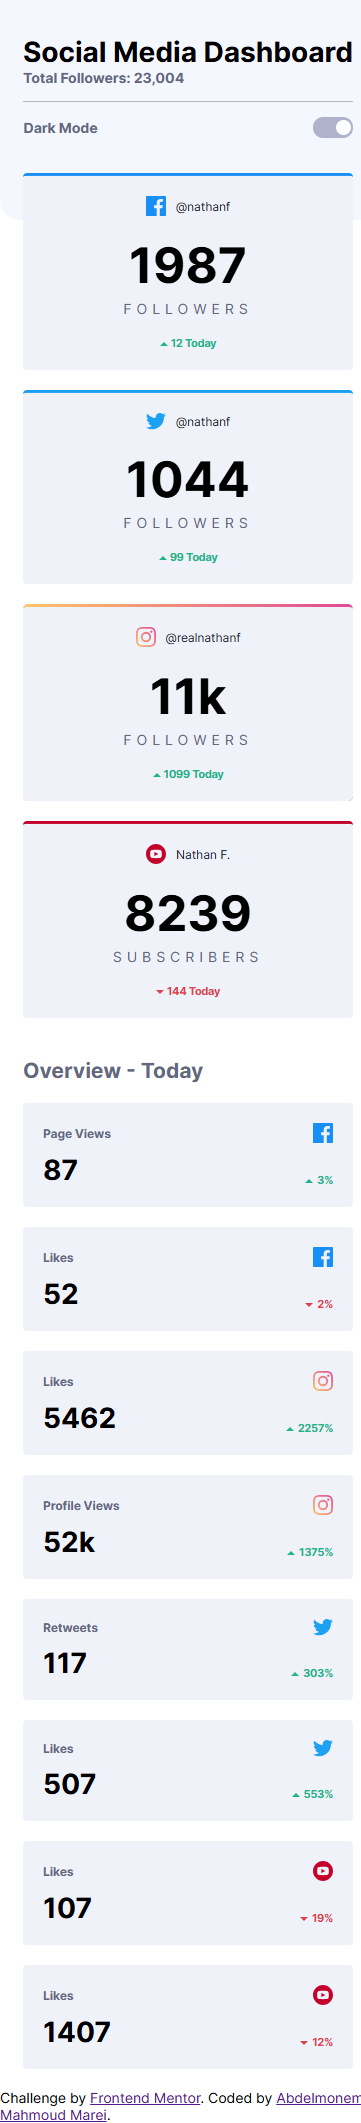 Social Media Dashboard
Total Followers: 23,004
Dark Mode
@nathanf
1987
FOLLOWERS
12 Today
@nathanf
1044
FOLLOWERS
99 Today
@realnathanf
11k
FOLLOWERS
1099 Today
Nathan F.
8239
SUBSCRIBERS
144 Today
Overview - Today
Page Views
87
3%
Likes
52
2%
Likes
5462
2257%
Profile Views
52k
1375%
Retweets
117
303%
Likes
507
553%
Likes
107
19%
Likes
1407
12%
Challenge by Frontend Mentor. Coded by Abdelmonem
Mahmoud Marei.